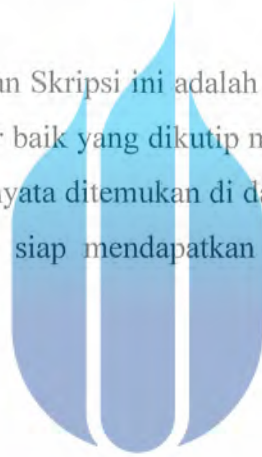 an Skripsi ini adalah
r baik yang dikutip m
nyata ditemukan di da
siap mendapatkan